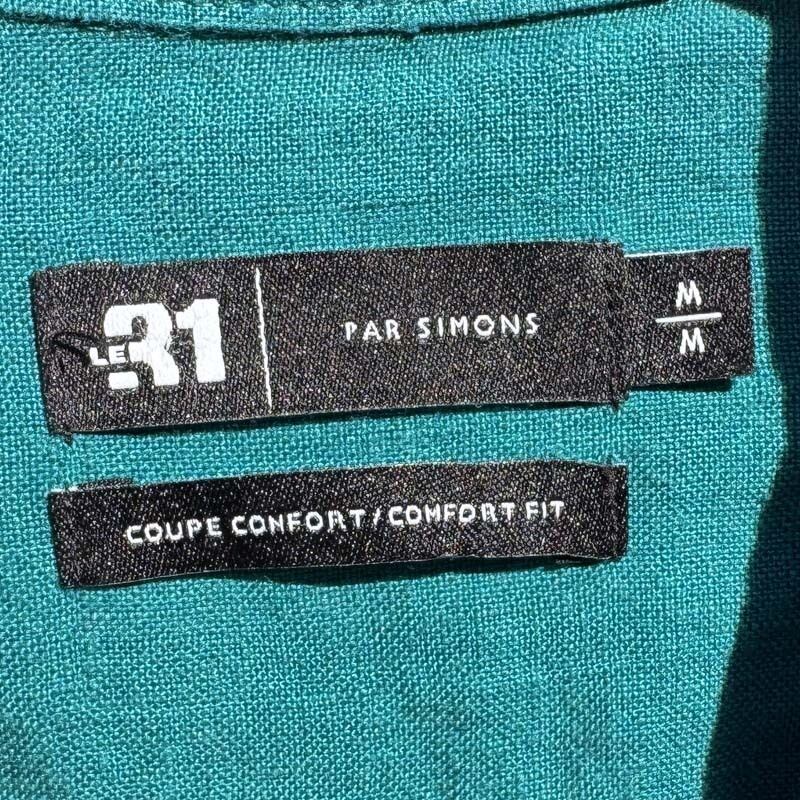 LE 31
PAR SIMONS
M
M
COUPE CONFORT / COMFORT FIT